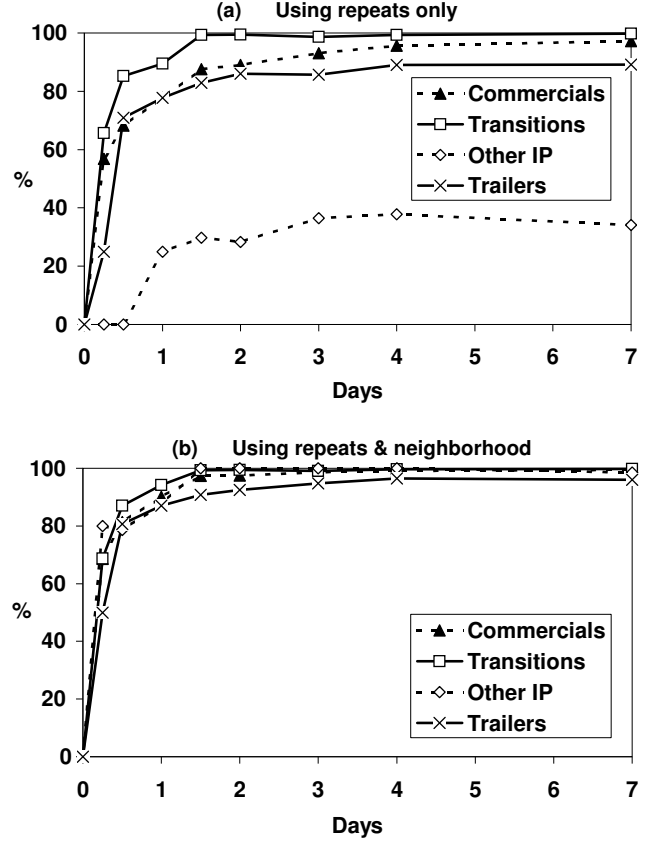 (a) Using repeats only
100
80
60
%
40
20
0
Commercials
Transitions
Other IP
Trailers
0 1 2 3 4 5 6 7
Days
(b) Using repeats & neighborhood
100
80
60
%
40
20
0
Commercials
Transitions
Other IP
Trailers
0 1 2 3 4 5 6 7
Days